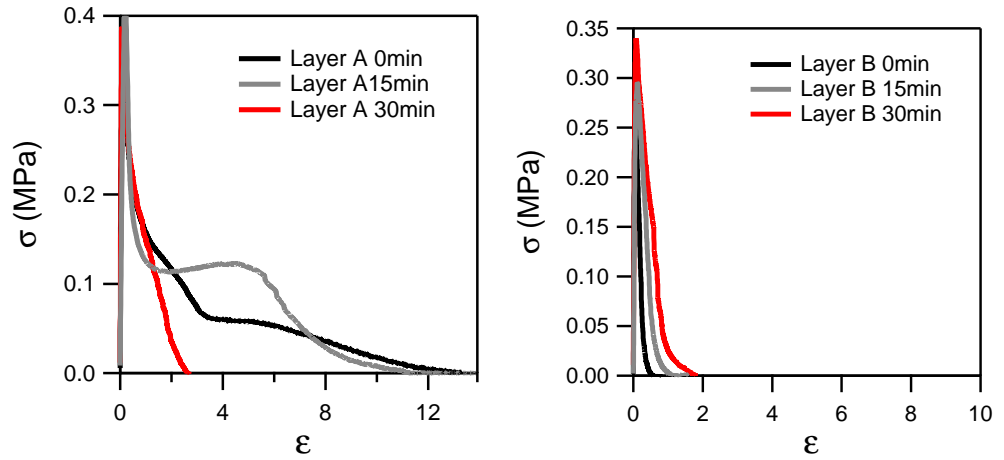 0.4
0.3
0.2
0.1
0.0
σ (MPa)
0
4
8
12
ε
Layer A 0min
Layer A15min
Layer A 30min
0.35
0.30
0.25
0.20
0.15
0.10
0.05
0.00
σ (MPa)
0
2
4
6
8
10
ε
Layer B 0min
Layer B 15min
Layer B 30min